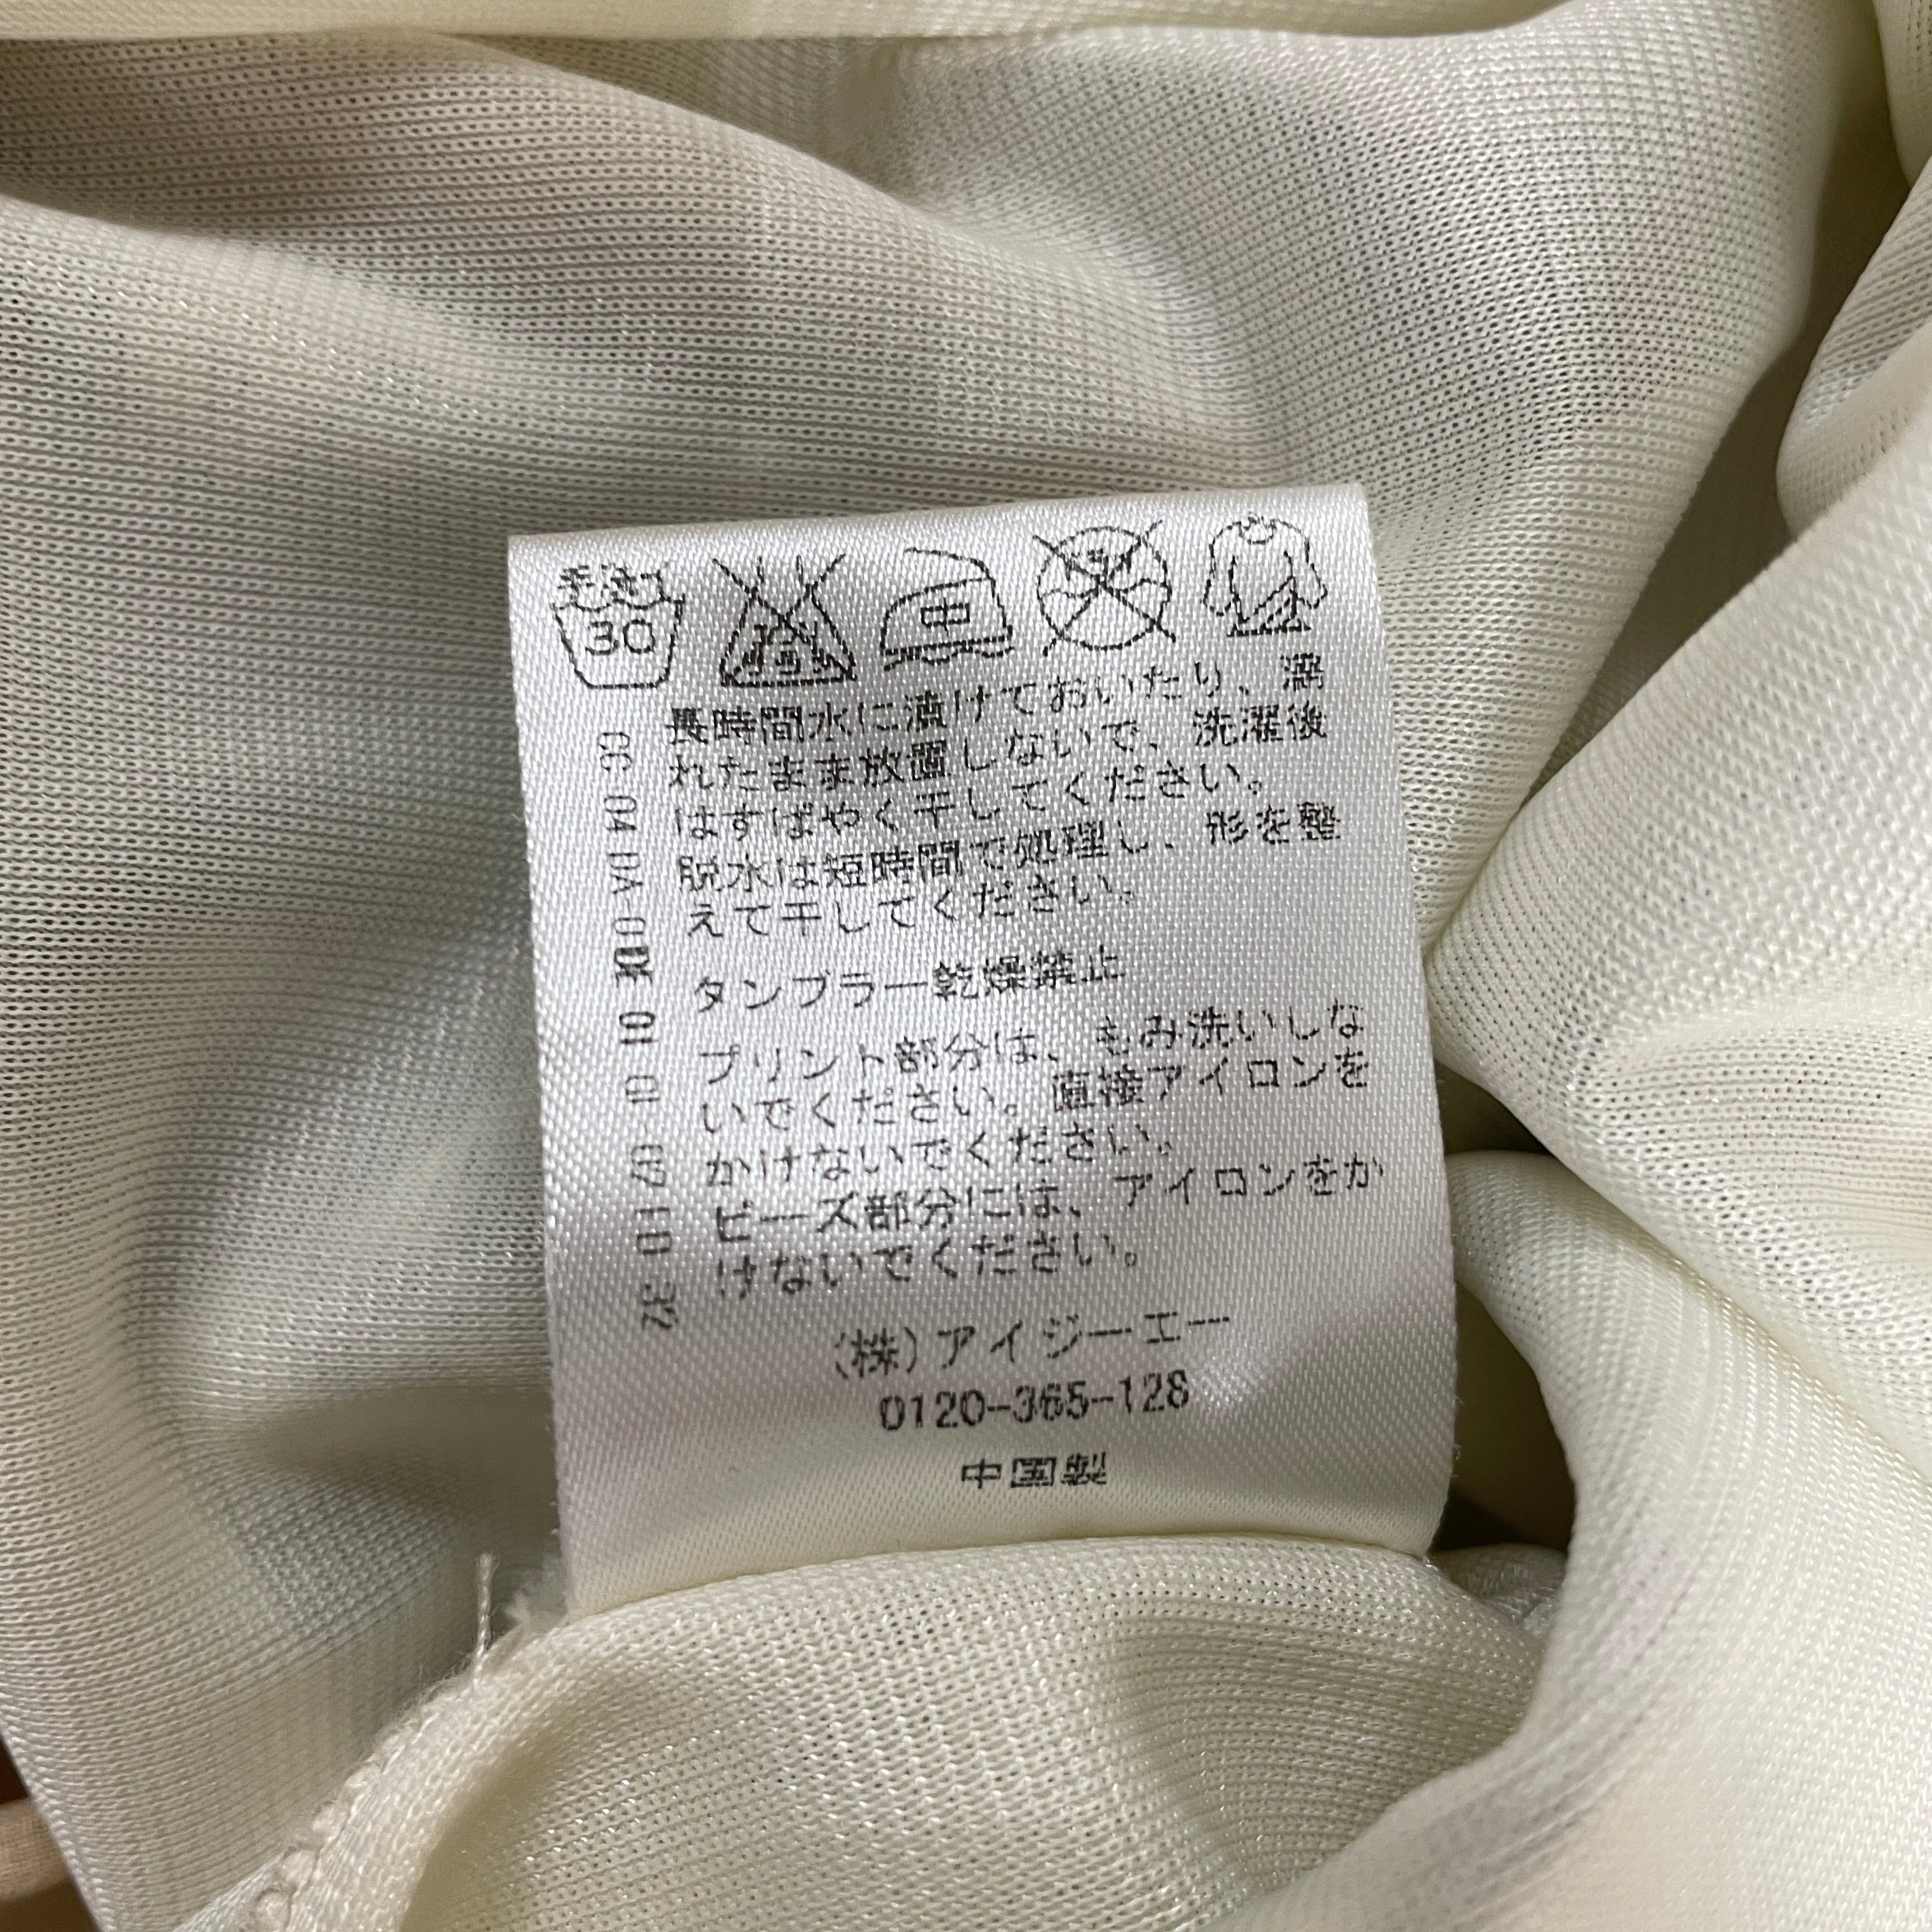 手洗イ
30
中
長時間水に漬けておいたり、濡
れたまま放置しないで、洗濯後
はすばやく干してください。
脱水は短時間で処理し、形を整
えて干してください。
タンブラー乾燥禁止
プリント部分は、もみ洗いしな
いでください。直接アイロンを
かけないでください。
ビーズ部分には、アイロンをか
けないでください。
(株)アイジーエー
0120-365-128
中国製